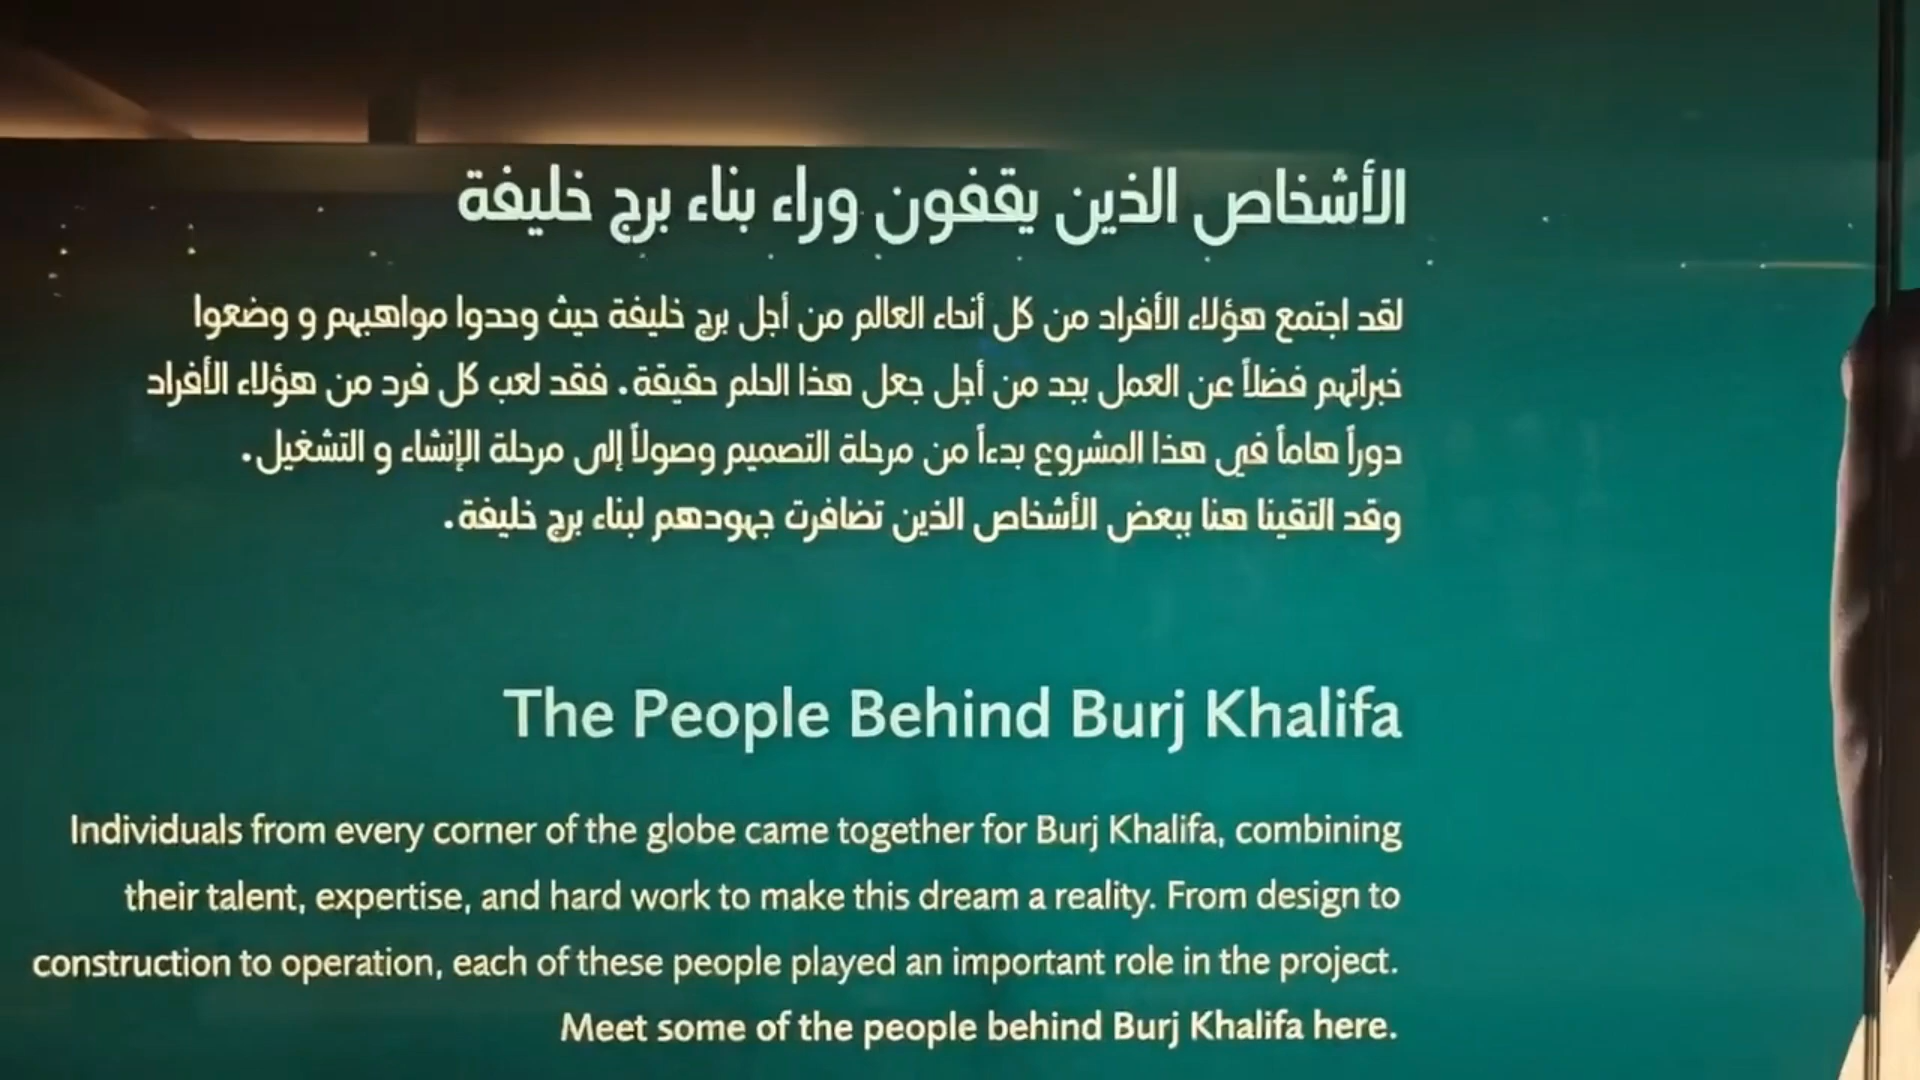 الأشخاص الذين يقفون وراء بناء برج خليفة
لقد اجتمع هؤلاء الأفراد من كل أنحاء العالم من أجل برج خليفة حيث وحدوا مواهبهم و وضعوا
خبراتهم فضلاً عن العمل بجد من أجل جعل هذا الحلم حقيقة. فقد لعب كل فرد من هؤلاء الأفراد
دوراً هاماً في هذا المشروع بدءاً من مرحلة التصميم وصولاً إلى مرحلة الإنشاء و التشغيل.
وقد التقينا هنا ببعض الأشخاص الذين تضافرت جهودهم لبناء برج خليفة.
The People Behind Burj Khalifa
Individuals from every corner of the globe came together for Burj Khalifa, combining
their talent, expertise, and hard work to make this dream a reality. From design to
construction to operation, each of these people played an important role in the project.
Meet some of the people behind Burj Khalifa here.